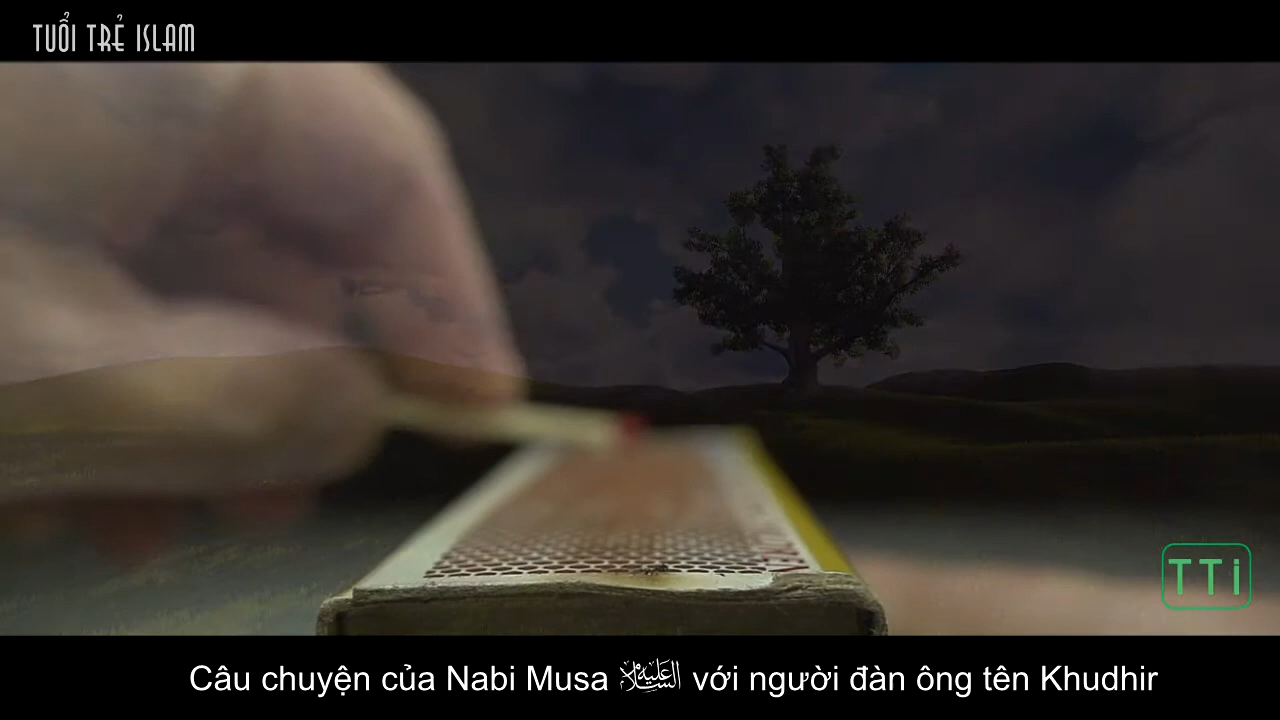 TUỔI TRẺ ISLAM
TTi
Câu chuyện của Nabi Musa عليه السلام với người đàn ông tên Khudhir